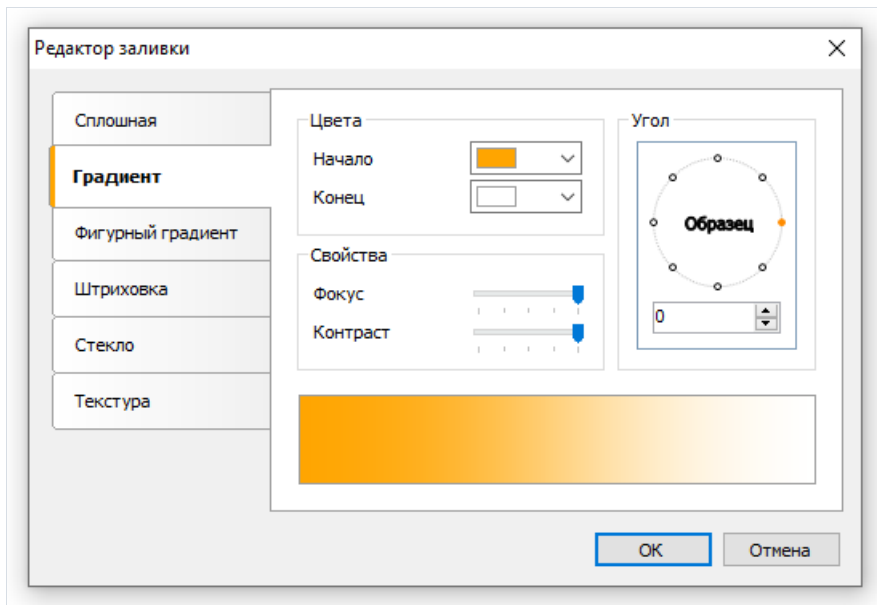 Редактор заливки
Сплошная
Градиент
Фигурный градиент
Штриховка
Стекло
Текстура
Цвета
Начало
Конец
Свойства
Фокус
Контраст
Угол
Образец
0
OK
Отмена